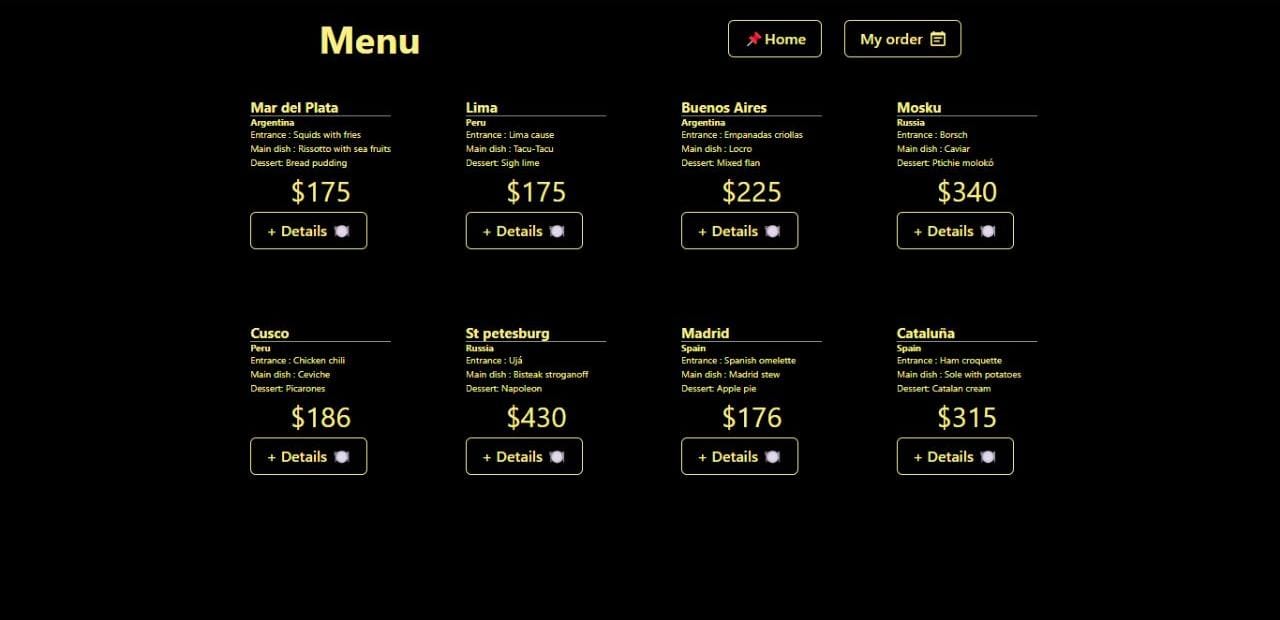 Menu
📌 Home
My order
Mar del Plata
Argentina
Entrance : Squids with fries
Main dish : Rissotto with sea fruits
Dessert: Bread pudding
$175
+ Details 🍽
Lima
Peru
Entrance : Lima cause
Main dish : Tacu-Tacu
Dessert: Sigh lime
$175
+ Details 🍽
Buenos Aires
Argentina
Entrance : Empanadas criollas
Main dish : Locro
Dessert: Mixed flan
$225
+ Details 🍽
Mosku
Russia
Entrance : Borsch
Main dish : Caviar
Dessert: Ptichie molokó
$340
+ Details 🍽
Cusco
Peru
Entrance : Chicken chili
Main dish : Ceviche
Dessert: Picarones
$186
+ Details 🍽
St petesburg
Russia
Entrance : Ujá
Main dish : Bisteak stroganoff
Dessert: Napoleon
$430
+ Details 🍽
Madrid
Spain
Entrance : Spanish omelette
Main dish : Madrid stew
Dessert: Apple pie
$176
+ Details 🍽
Cataluña
Spain
Entrance : Ham croquette
Main dish : Sole with potatoes
Dessert: Catalan cream
$315
+ Details 🍽